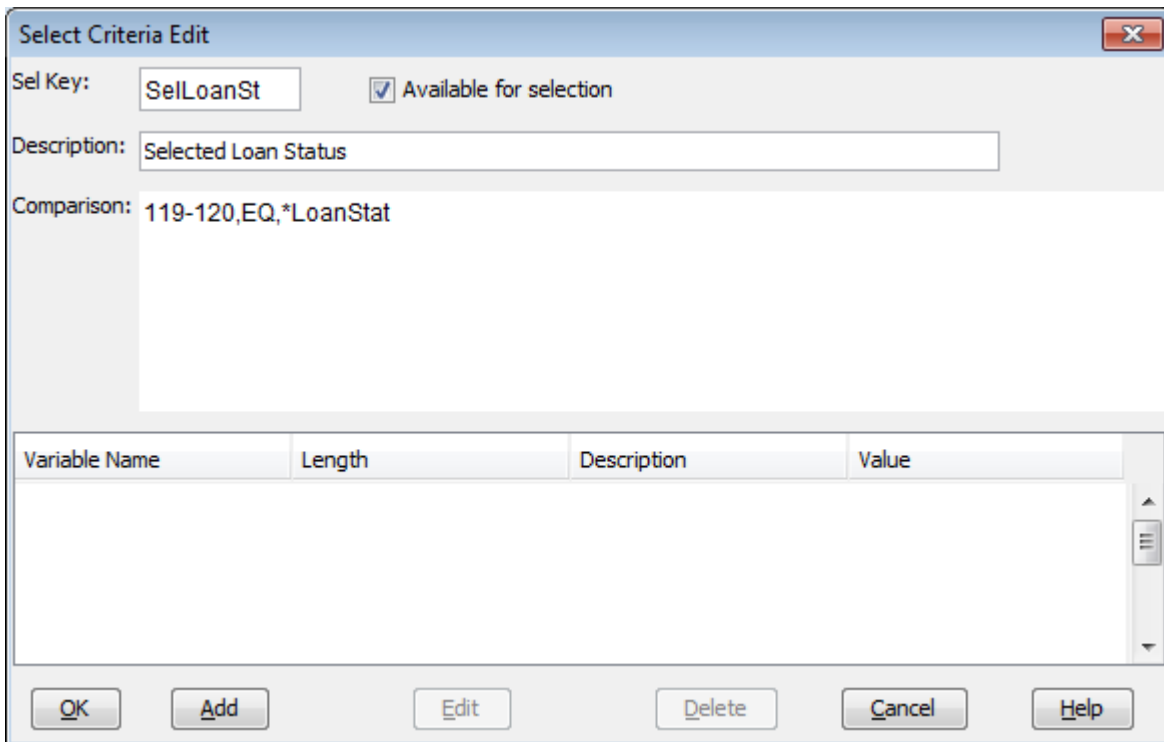 Select Criteria Edit
Sel Key: SelLoanSt Available for selection
Description: Selected Loan Status
Comparison: 119-120,EQ,*LoanStat
Variable Name Length Description Value
OK Add Edit Delete Cancel Help